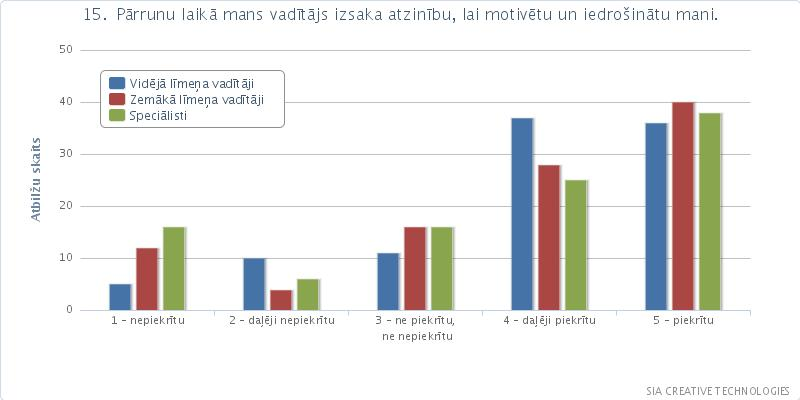 15. Pārrunu laikā mans vadītājs izsaka atzinību, lai motivētu un iedrošinātu mani.
50
40
30
20
10
0
Atbilžu skaits
Vidējā līmeņa vadītāji
Zemākā līmeņa vadītāji
Speciālisti
1 - nepiekrītu
2 - daļēji nepiekrītu
3 - ne piekrītu,
ne nepiekrītu
4 - daļēji piekrītu
5 - piekrītu
SIA CREATIVE TECHNOLOGIES